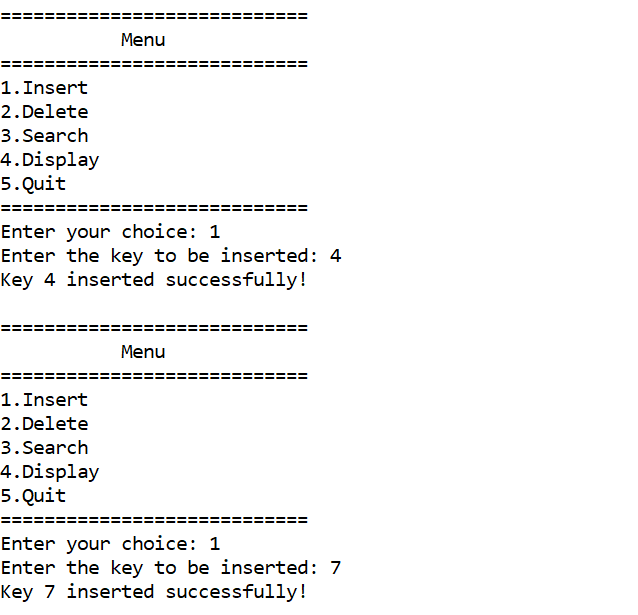 ============================
Menu
============================
1.Insert
2.Delete
3.Search
4.Display
5.Quit
============================
Enter your choice: 1
Enter the key to be inserted: 4
Key 4 inserted successfully!
============================
Menu
============================
1.Insert
2.Delete
3.Search
4.Display
5.Quit
============================
Enter your choice: 1
Enter the key to be inserted: 7
Key 7 inserted successfully!